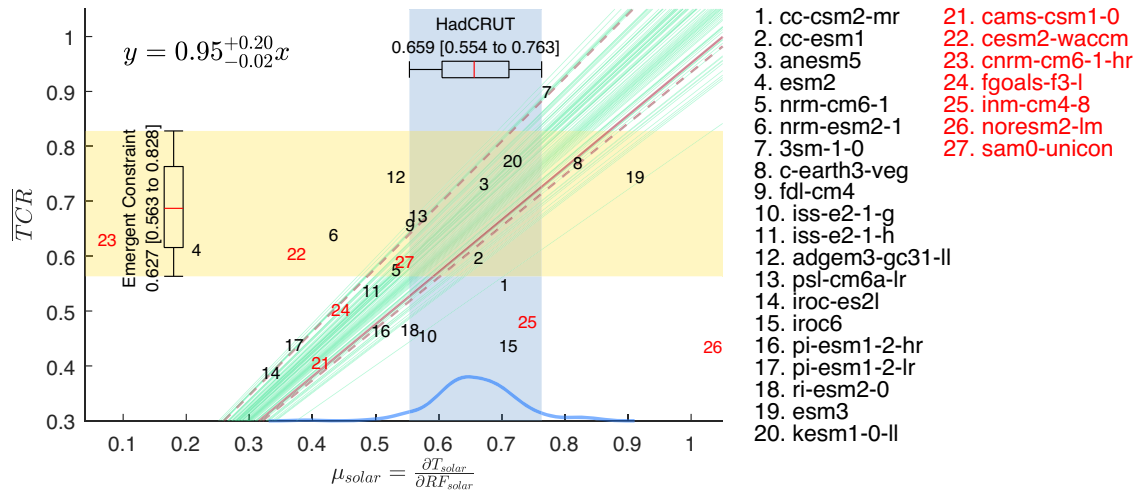 HadCRUT
0.659 [0.554 to 0.763]
y = 0.95^{+0.20}_{-0.02}x
Emergent Constraint
0.627 [0.563 to 0.828]
\overline{TCR}
1
0.9
0.8
0.7
0.6
0.5
0.4
0.3
7
20
8
12
3
19
13
9
23
4
6
22
2
5
27
11
1
24
25
16
18
10
17
15
26
14
21
0.1
0.2
0.3
0.4
0.5
0.6
0.7
0.8
0.9
1
μ_{solar} = \frac{∂T_{solar}}{∂RF_{solar}}
1. cc-csm2-mr
2. cc-esm1
3. anesm5
4. esm2
5. nrm-cm6-1
6. nrm-esm2-1
7. 3sm-1-0
8. c-earth3-veg
9. fdl-cm4
10. iss-e2-1-g
11. iss-e2-1-h
12. adgem3-gc31-ll
13. psl-cm6a-lr
14. iroc-es2l
15. iroc6
16. pi-esm1-2-hr
17. pi-esm1-2-lr
18. ri-esm2-0
19. esm3
20. kesm1-0-ll
21. cams-csm1-0
22. cesm2-waccm
23. cnrm-cm6-1-hr
24. fgoals-f3-l
25. inm-cm4-8
26. noresm2-lm
27. sam0-unicon